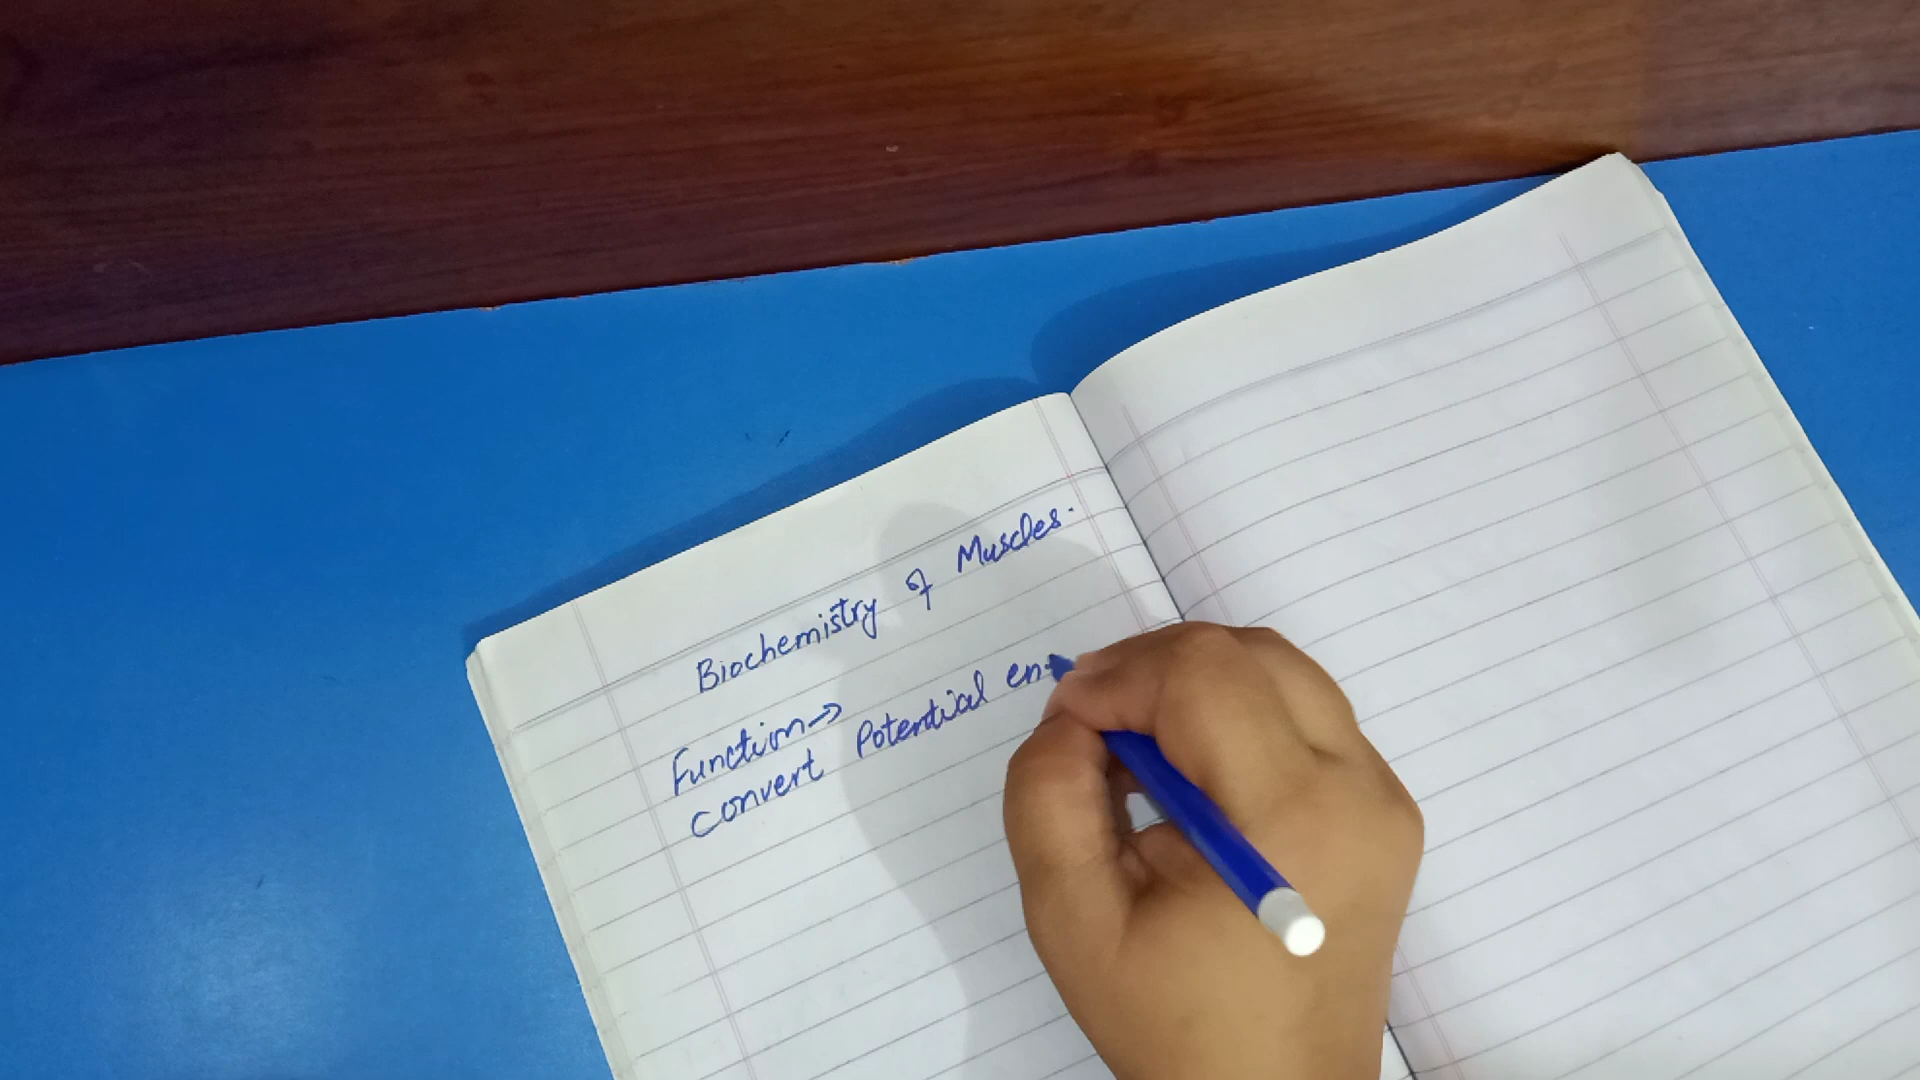 Biochemistry of Muscles.
Function→
Convert Potential en